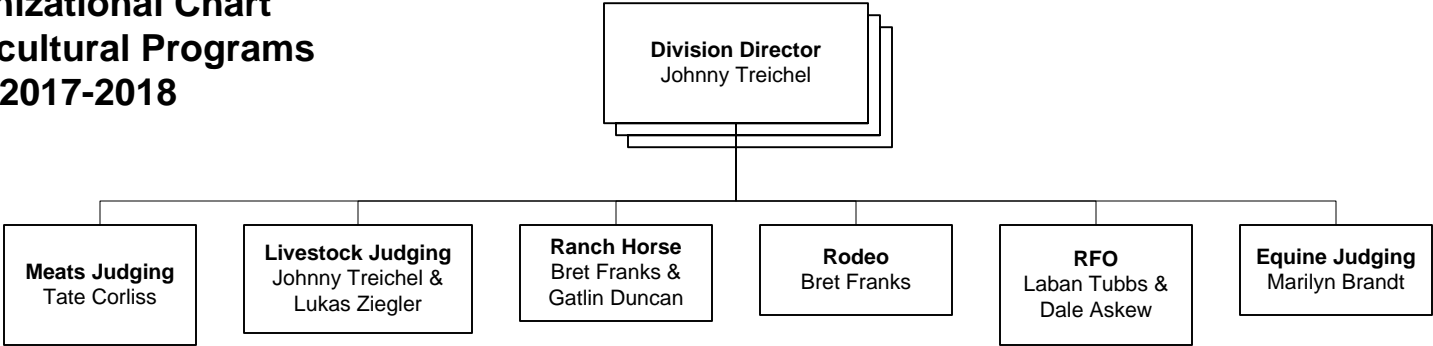 nizational Chart
cultural Programs
2017-2018
Division Director
Johnny Treichel
Meats Judging
Tate Corliss
Livestock Judging
Johnny Treichel &
Lukas Ziegler
Ranch Horse
Bret Franks &
Gatlin Duncan
Rodeo
Bret Franks
RFO
Laban Tubbs &
Dale Askew
Equine Judging
Marilyn Brandt